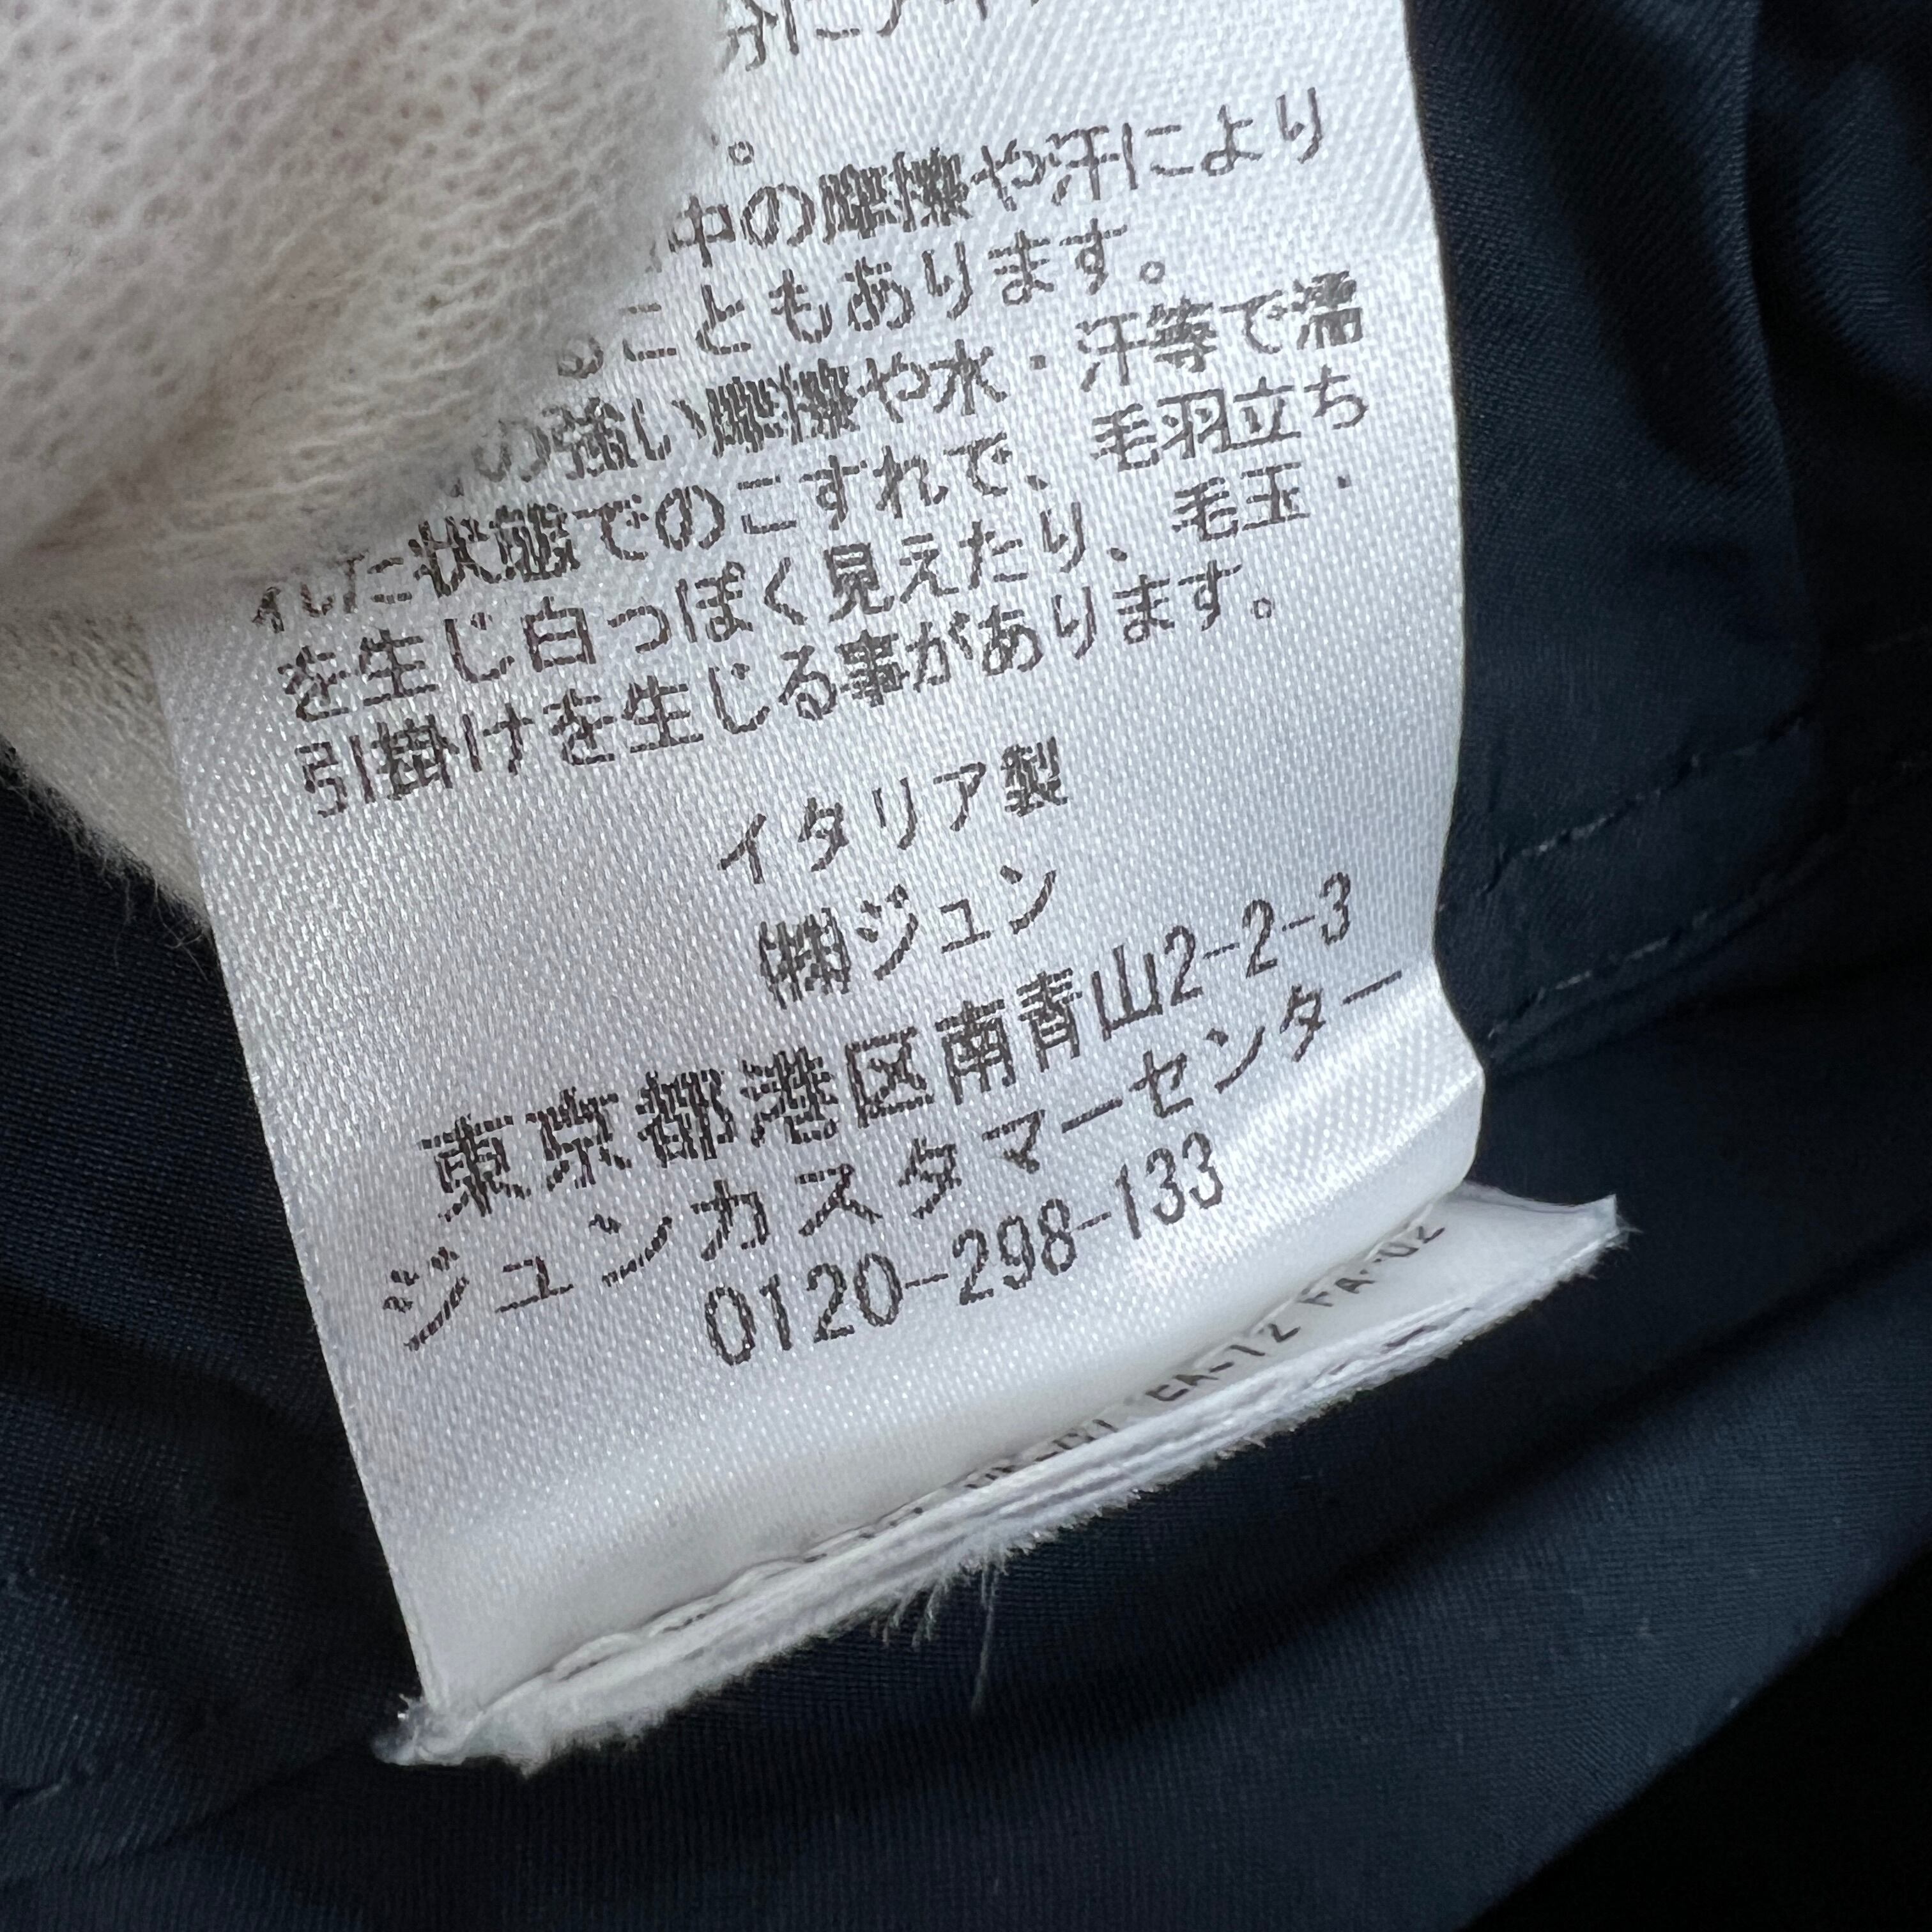 中の摩擦や汗により
ることもあります。
の強い摩擦や水・汗等で濡
れた状態でのこすれで、毛羽立ち
を生じ白っぽく見えたり、毛玉・
引掛けを生じる事があります。
イタリア製
㈱ジュン
東京都港区南青山2-2-3
ジュンカスタマーセンター
0120-298-133
EA-12 FA-02